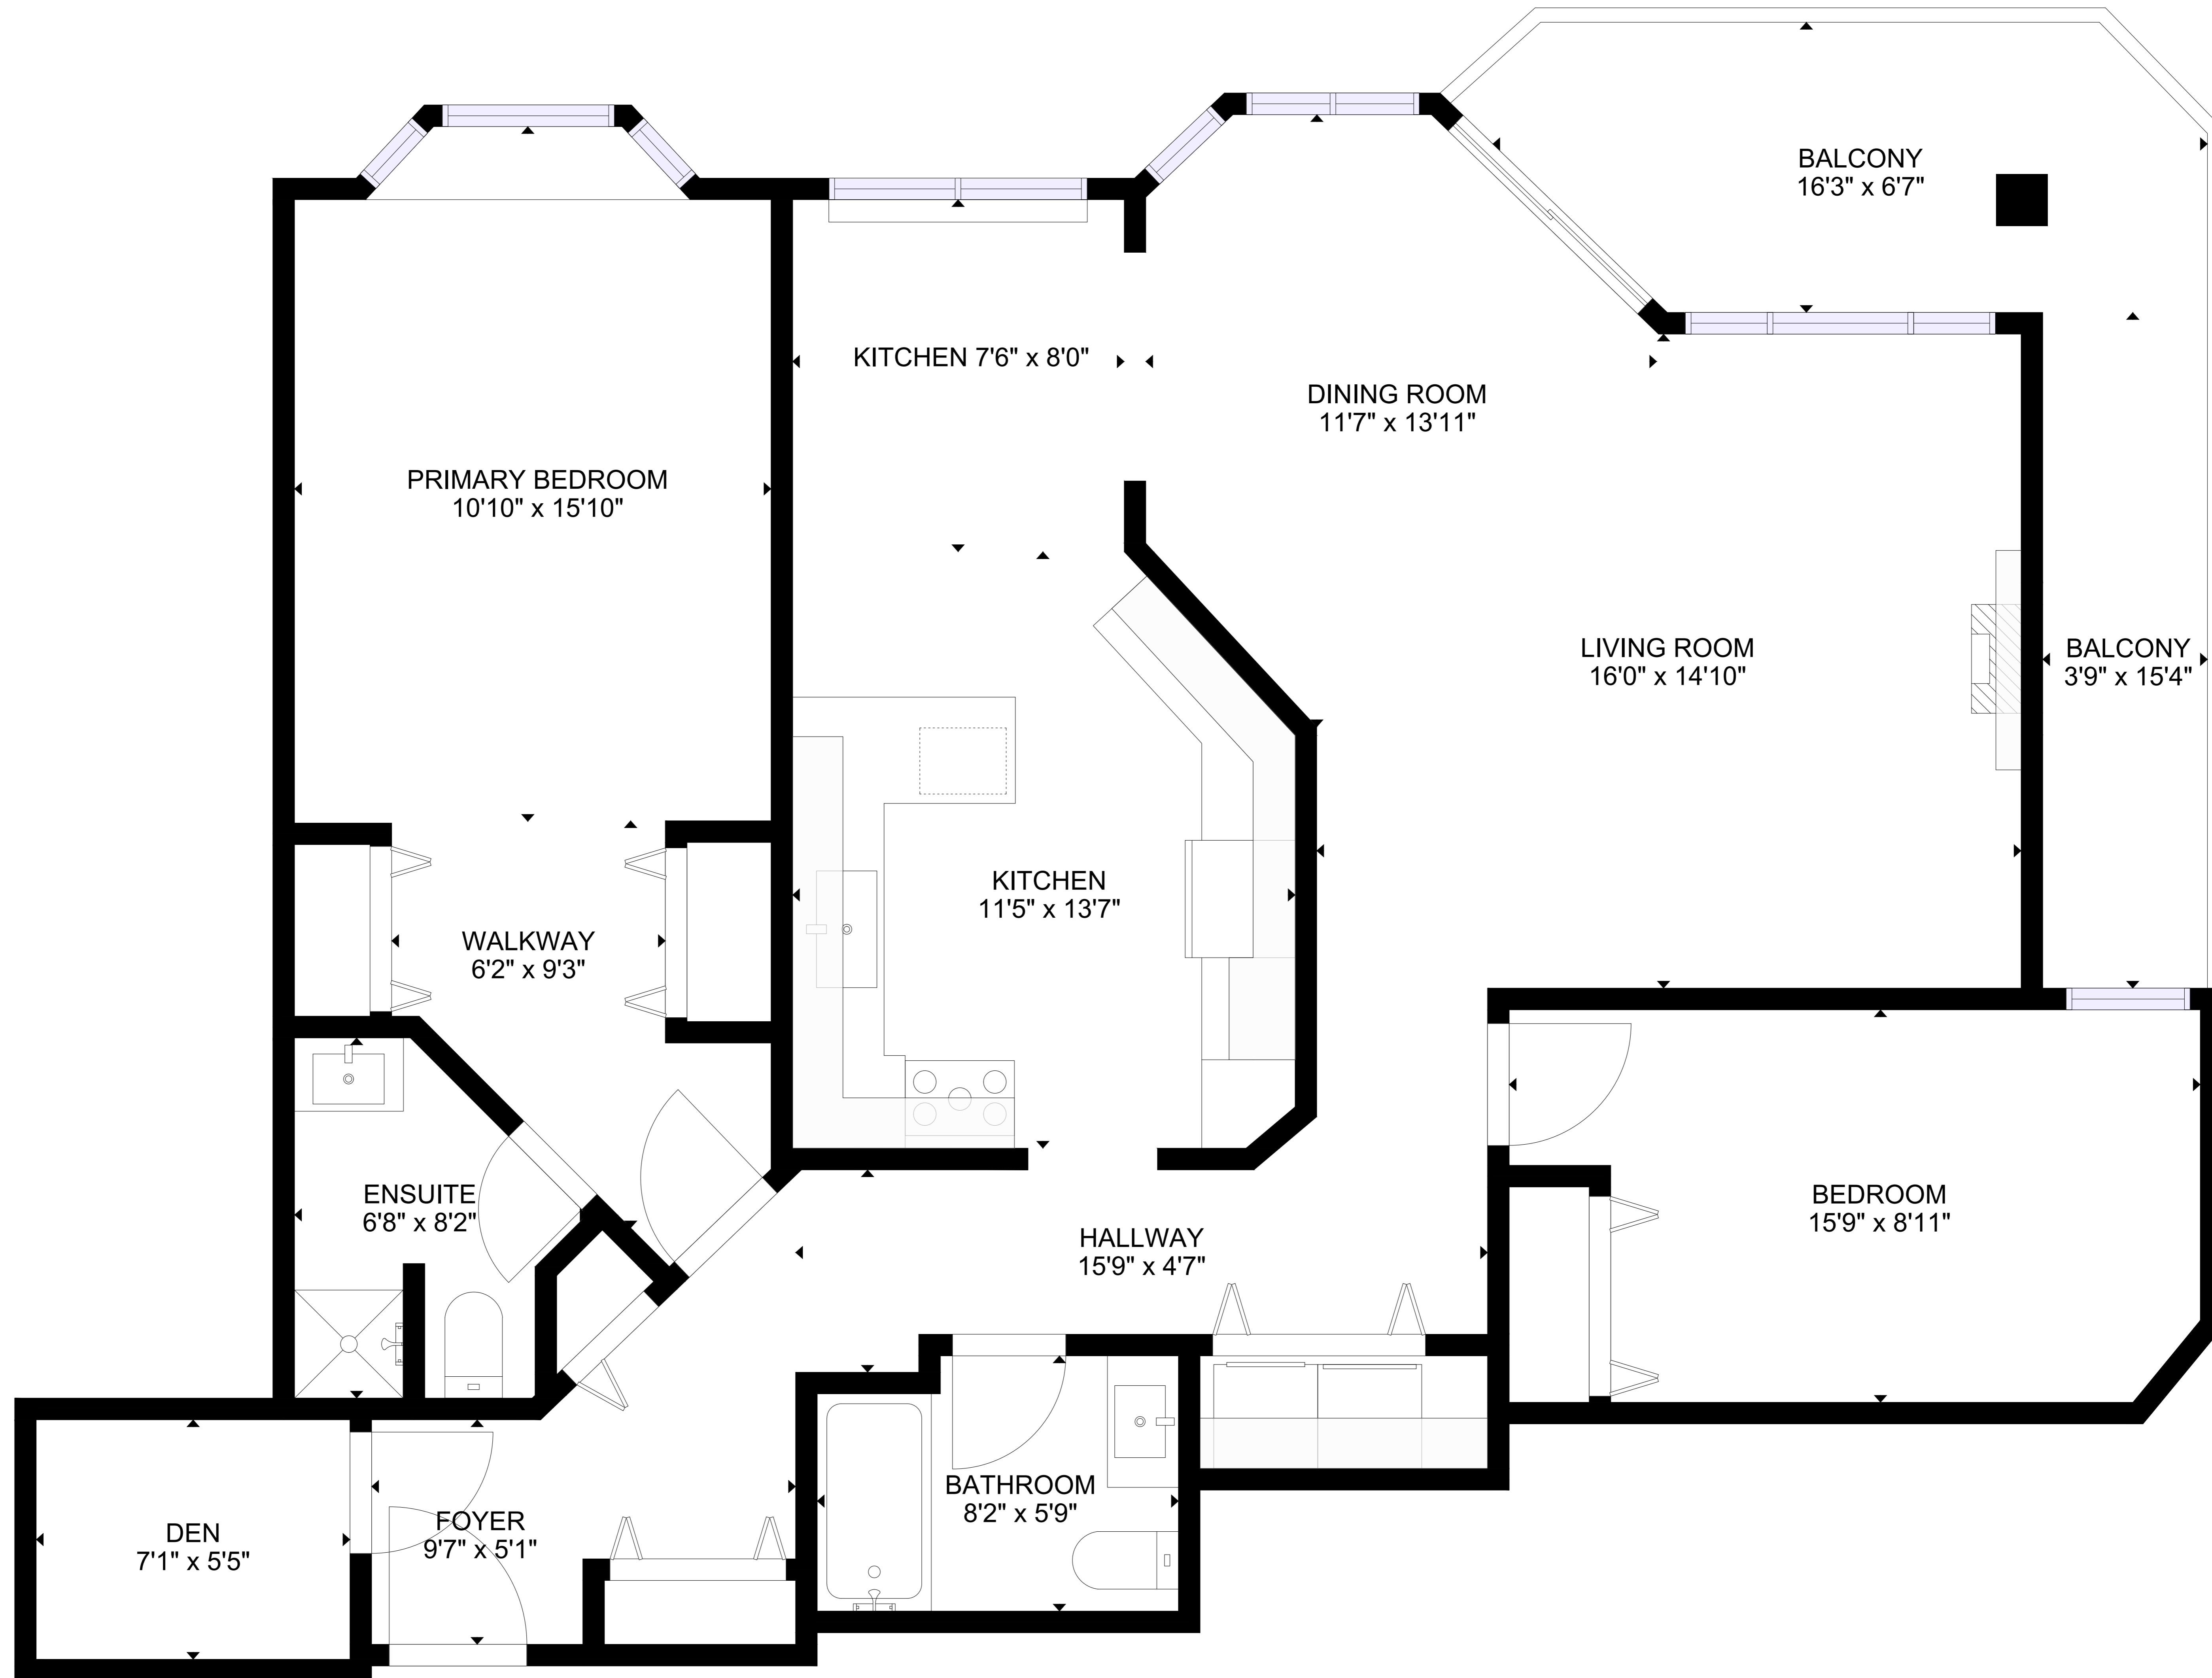 BALCONY
16'3" x 6'7"
KITCHEN 7'6" x 8'0"
DINING ROOM
11'7" x 13'11"
PRIMARY BEDROOM
10'10" x 15'10"
LIVING ROOM
16'0" x 14'10"
BALCONY
3'9" x 15'4"
KITCHEN
11'5" x 13'7"
WALKWAY
6'2" x 9'3"
ENSUITE
6'8" x 8'2"
BEDROOM
15'9" x 8'11"
HALLWAY
15'9" x 4'7"
BATHROOM
8'2" x 5'9"
FOYER
9'7" x 5'1"
DEN
7'1" x 5'5"